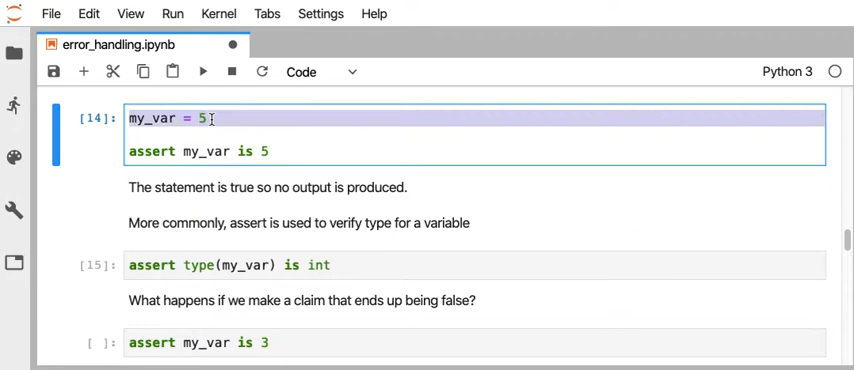 File Edit View Run Kernel Tabs Settings Help
error_handling.ipynb
Code Python 3
[14]: my_var = 5
assert my_var is 5
The statement is true so no output is produced.
More commonly, assert is used to verify type for a variable
[15]: assert type(my_var) is int
What happens if we make a claim that ends up being false?
[ ]: assert my_var is 3